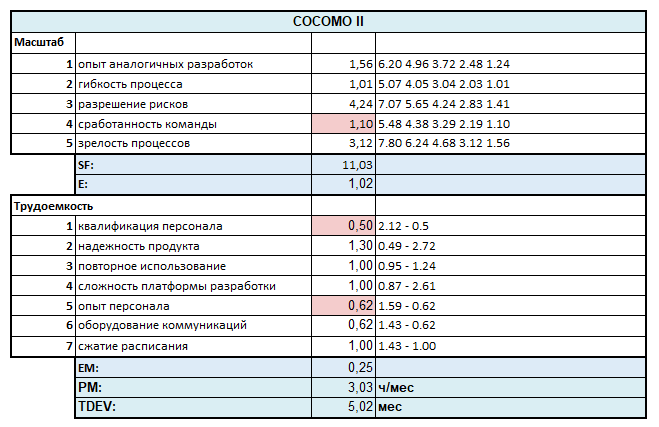 COCOMO II
Масштаб
1 опыт аналогичных разработок 1,56 6.20 4.96 3.72 2.48 1.24
2 гибкость процесса 1,01 5.07 4.05 3.04 2.03 1.01
3 разрешение рисков 4,24 7.07 5.65 4.24 2.83 1.41
4 сработанность команды 1,10 5.48 4.38 3.29 2.19 1.10
5 зрелость процессов 3,12 7.80 6.24 4.68 3.12 1.56
SF: 11,03
E: 1,02
Трудоемкость
1 квалификация персонала 0,50 2.12 - 0.5
2 надежность продукта 1,30 0.49 - 2.72
3 повторное использование 1,00 0.95 - 1.24
4 сложность платформы разработки 1,00 0.87 - 2.61
5 опыт персонала 0,62 1.59 - 0.62
6 оборудование коммуникаций 0,62 1.43 - 0.62
7 сжатие расписания 1,00 1.43 - 1.00
EM: 0,25
PM: 3,03 ч/мес
TDEV: 5,02 мес